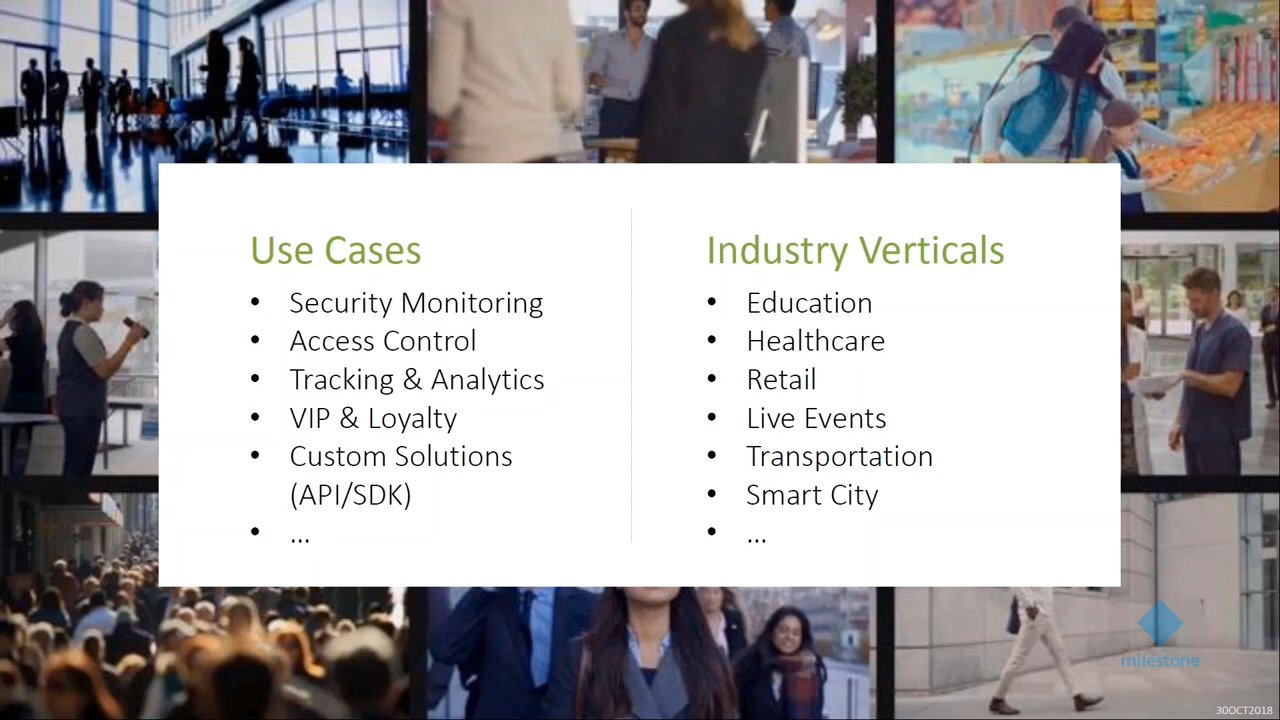 Use Cases
• Security Monitoring
• Access Control
• Tracking & Analytics
• VIP & Loyalty
• Custom Solutions
(API/SDK)
• ...
Industry Verticals
• Education
• Healthcare
• Retail
• Live Events
• Transportation
• Smart City
• ...
milestone
30OCT2018